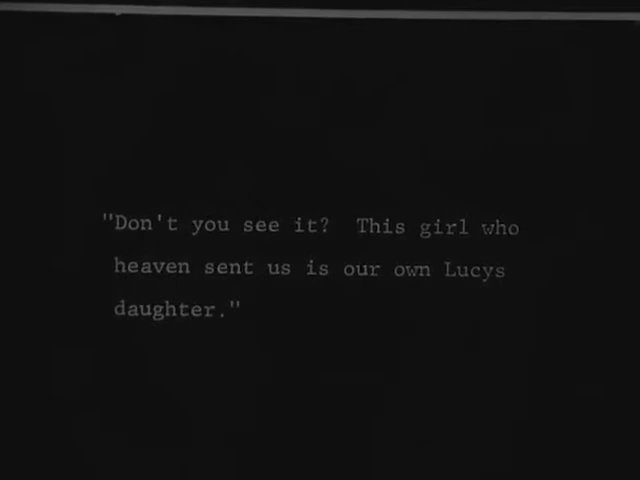 "Don't you see it?  This girl who
heaven sent us is our own Lucys
daughter."